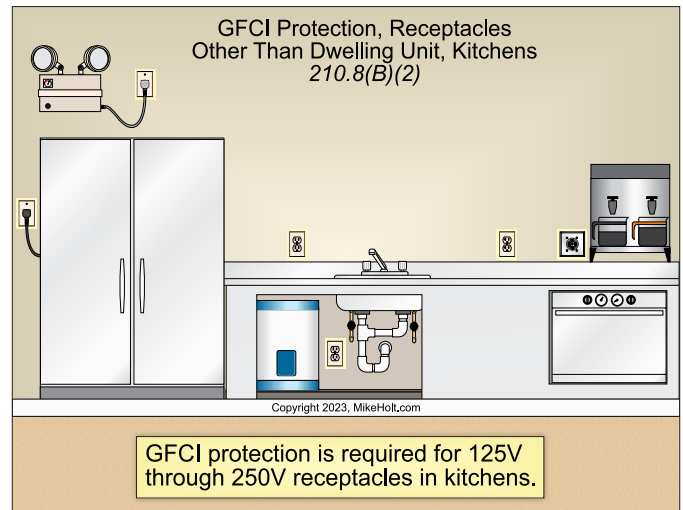 GFCI Protection, Receptacles
Other Than Dwelling Unit, Kitchens
210.8(B)(2)
Copyright 2023, MikeHolt.com
GFCI protection is required for 125V
through 250V receptacles in kitchens.